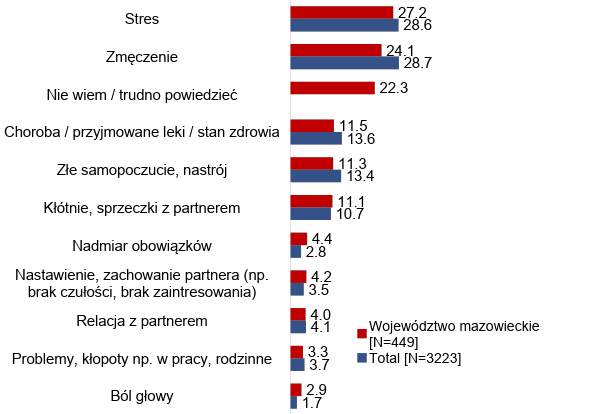 Stres 27.2
28.6
Zmęczenie 24.1
28.7
Nie wiem / trudno powiedzieć 22.3
Choroba / przyjmowane leki / stan zdrowia 11.5
13.6
Złe samopoczucie, nastrój 11.3
13.4
Kłótnie, sprzeczki z partnerem 11.1
10.7
Nadmiar obowiązków 4.4
2.8
Nastawienie, zachowanie partnera (np. 4.2
brak czułości, brak zaintresowania) 3.5
Relacja z partnerem 4.0
4.1
Problemy, kłopoty np. w pracy, rodzinne 3.3
3.7
Ból głowy 2.9
1.7
Województwo mazowieckie
[N=449]
Total [N=3223]